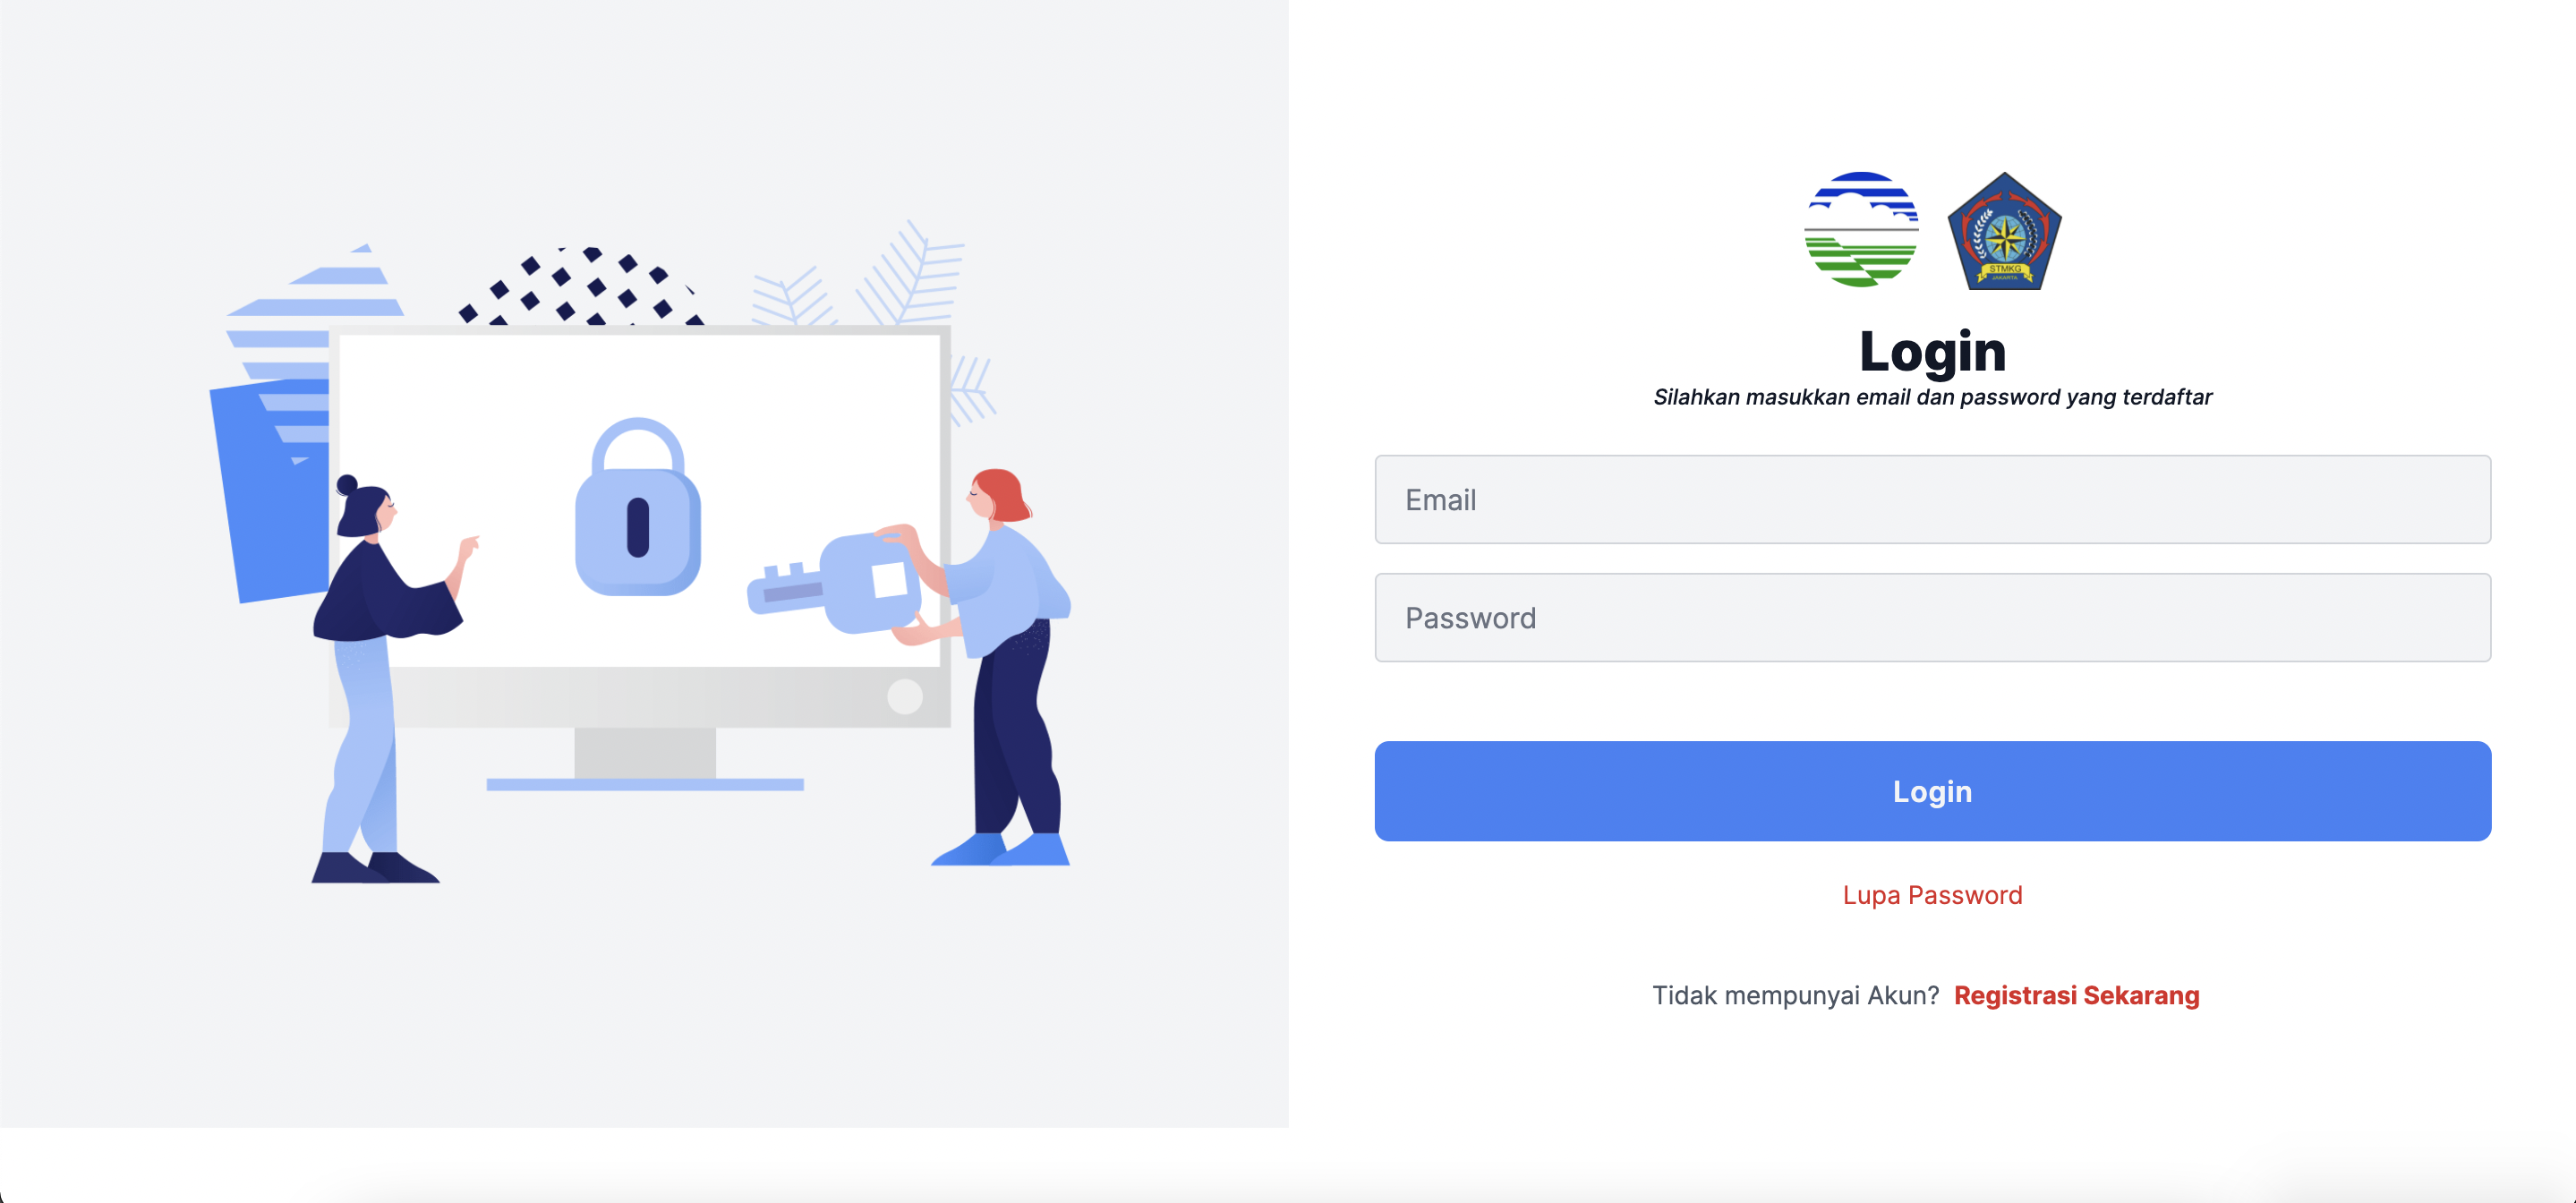 STMKG
JAKARTA
Login
Silahkan masukkan email dan password yang terdaftar
Email
Password
Login
Lupa Password
Tidak mempunyai Akun? Registrasi Sekarang